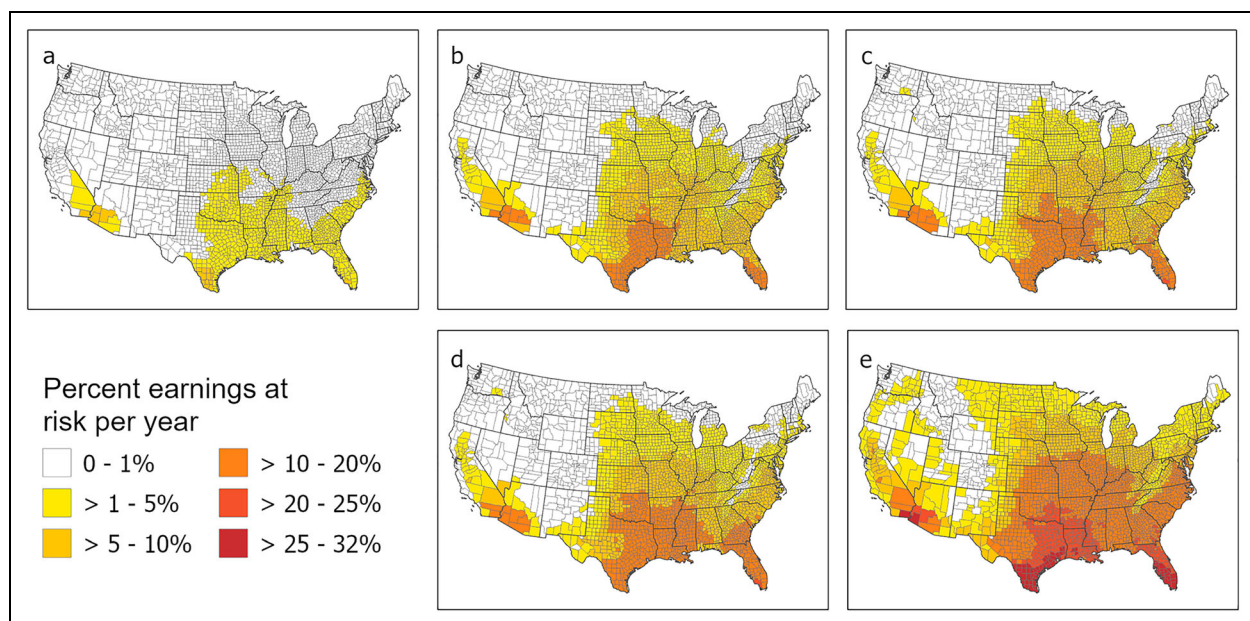 a
b
c
d
e
Percent earnings at
risk per year
0 - 1%
> 1 - 5%
> 5 - 10%
> 10 - 20%
> 20 - 25%
> 25 - 32%